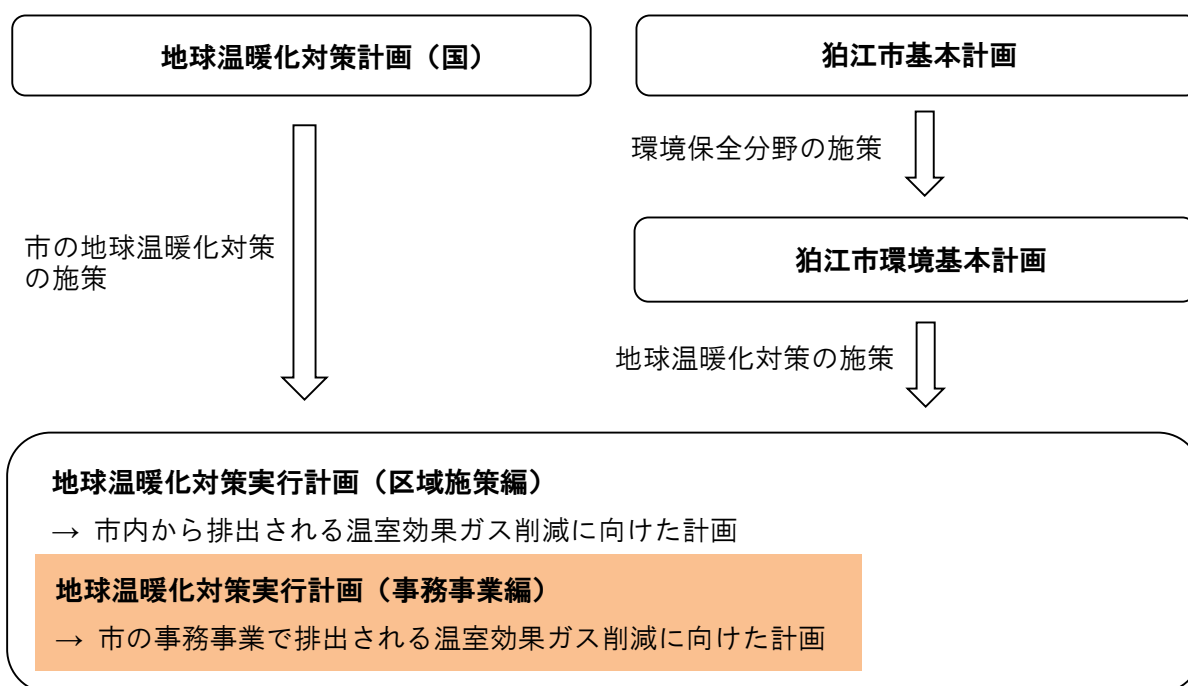 地球温暖化対策計画（国）
狛江市基本計画
環境保全分野の施策
市の地球温暖化対策
の施策
狛江市環境基本計画
地球温暖化対策の施策
地球温暖化対策実行計画（区域施策編）
→ 市内から排出される温室効果ガス削減に向けた計画
地球温暖化対策実行計画（事務事業編）
→ 市の事務事業で排出される温室効果ガス削減に向けた計画